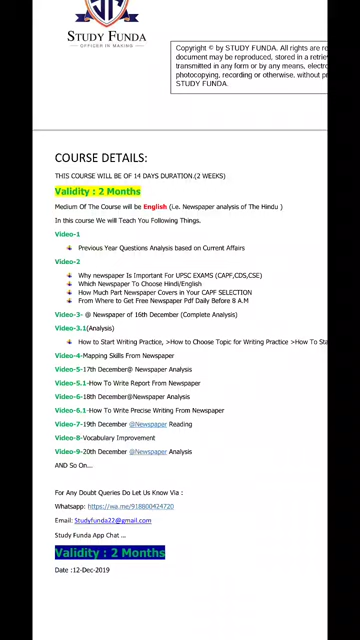 STUDY FUNDA
- OFFICER IN MAKING -
Copyright © by STUDY FUNDA. All rights are re
document may be reproduced, stored in a retrie
transmitted in any form or by any means, electro
photocopying, recording or otherwise, without p
STUDY FUNDA.
COURSE DETAILS:
THIS COURSE WILL BE OF 14 DAYS DURATION.(2 WEEKS)
Validity : 2 Months
Medium Of The Course will be English (i.e. Newspaper analysis of The Hindu )
In this course We will Teach You Following Things.
Video-1
Previous Year Questions Analysis based on Current Affairs
Video-2
Why newspaper Is Important For UPSC EXAMS (CAPF,CDS,CSE)
Which Newspaper To Choose Hindi/English
How Much Part Newspaper Covers in Your CAPF SELECTION
From Where to Get Free Newspaper Pdf Daily Before 8 A.M
Video-3- @ Newspaper of 16th December (Complete Analysis)
Video-3.1(Analysis)
How to Start Writing Practice, >How to Choose Topic for Writing Practice >How To Sta
Video-4-Mapping Skills From Newspaper
Video-5-17th December@ Newspaper Analysis
Video-5.1-How To Write Report From Newspaper
Video-6-18th December@Newspaper Analysis
Video-6.1-How To Write Precise Writing From Newspaper
Video-7-19th December @Newspaper Reading
Video-8-Vocabulary Improvement
Video-9-20th December @Newspaper Analysis
AND So On...
For Any Doubt Queries Do Let Us Know Via :
Whatsapp: https://wa.me/918800424720
Email: Studyfunda22@gmail.com
Study Funda App Chat ...
Validity : 2 Months
Date :12-Dec-2019